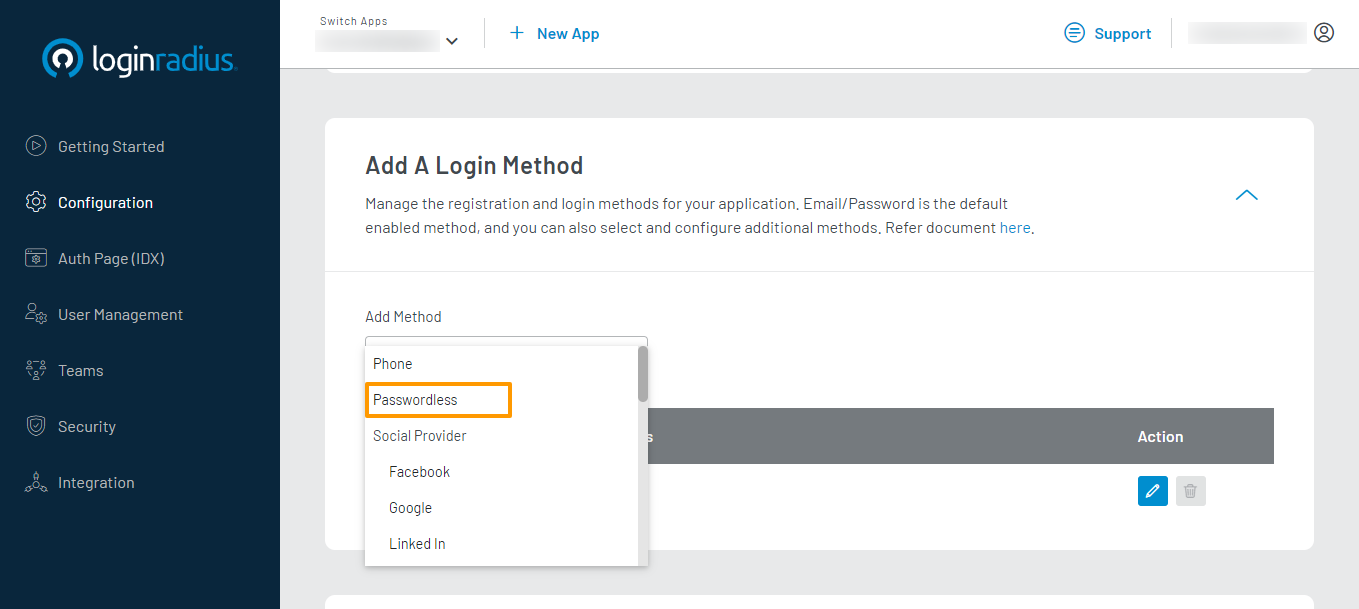 loginradius
Switch Apps
New App
Support
Getting Started
Configuration
Auth Page (IDX)
User Management
Teams
Security
Integration
Add A Login Method
Manage the registration and login methods for your application. Email/Password is the default
enabled method, and you can also select and configure additional methods. Refer document here.
Add Method
Phone
Passwordless
Social Provider
Facebook
Google
Linked In
Action